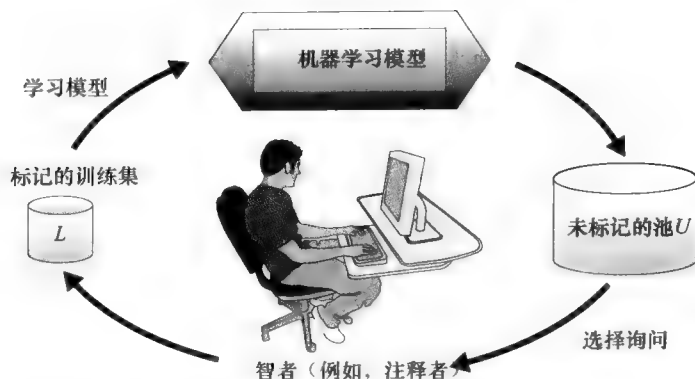 机器学习模型
学习模型
标记的训练集
L
未标记的池U
选择询问
智者（例如，注释者）